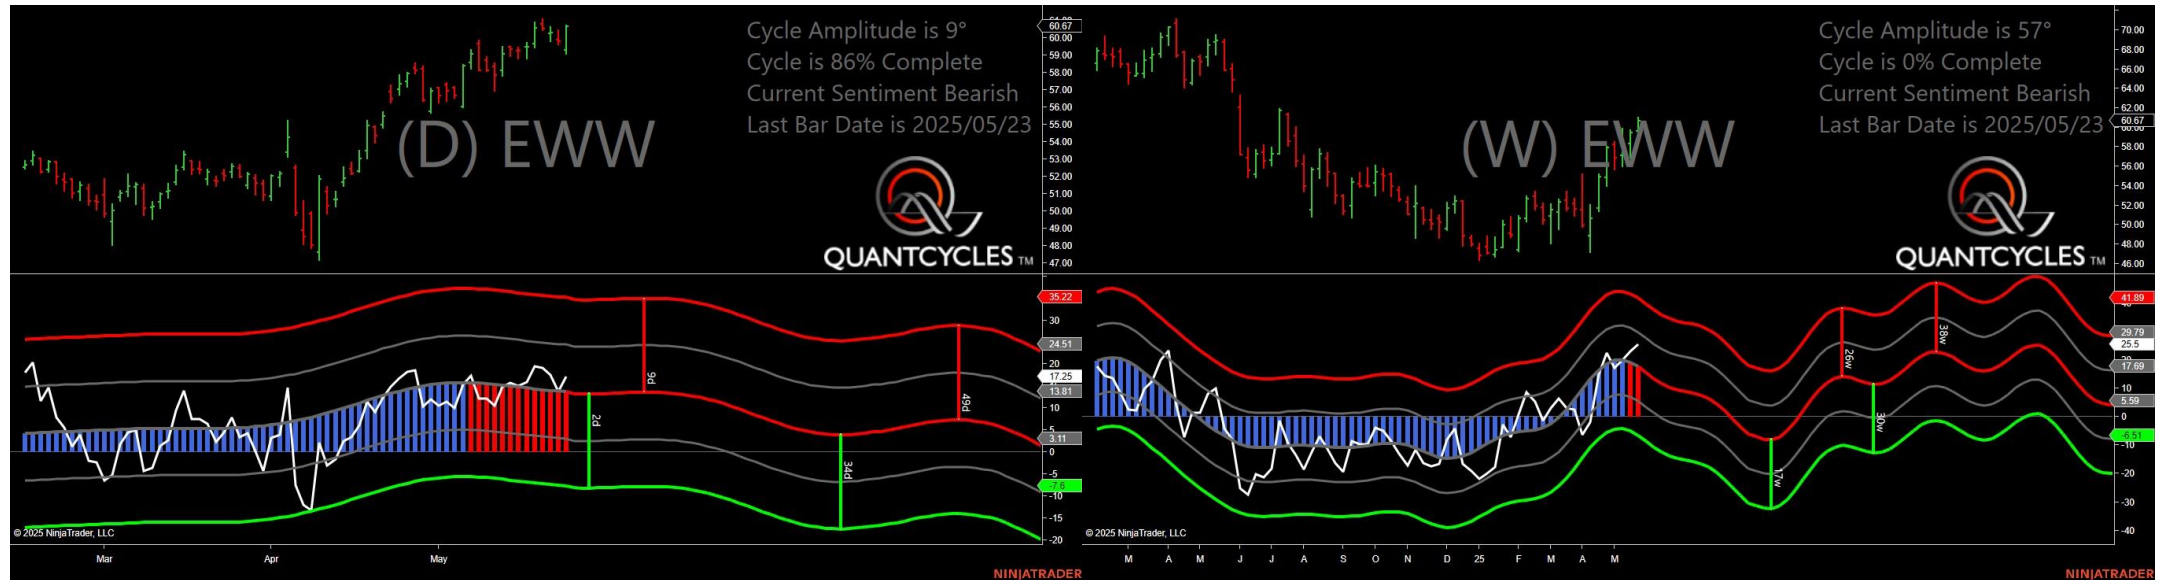 Cycle Amplitude is 9°
Cycle is 86% Complete
Current Sentiment Bearish
Last Bar Date is 2025/05/23
(D) EWW
QUANTCYCLES TM
60.67
60.00
59.00
58.00
57.00
56.00
55.00
54.00
53.00
52.00
51.00
50.00
49.00
48.00
47.00
35.22
30
24.51
20
17.25
13.81
10
5
3.11
0
-5
-7.6
-10
-15
-20
2d
9d
34d
49d
© 2025 NinjaTrader, LLC
Mar
Apr
May
NINJATRADER
Cycle Amplitude is 57°
Cycle is 0% Complete
Current Sentiment Bearish
Last Bar Date is 2025/05/23
(W) EWW
QUANTCYCLES TM
70.00
68.00
66.00
64.00
62.00
60.67
60.00
58.00
56.00
54.00
52.00
50.00
48.00
46.00
41.89
29.79
25.5
17.69
10
5.59
0
-6.51
-10
-20
-30
-40
17w
26w
30w
38w
© 2025 NinjaTrader, LLC
M A M J J A S O N D 25 F M A M
NINJATRADER